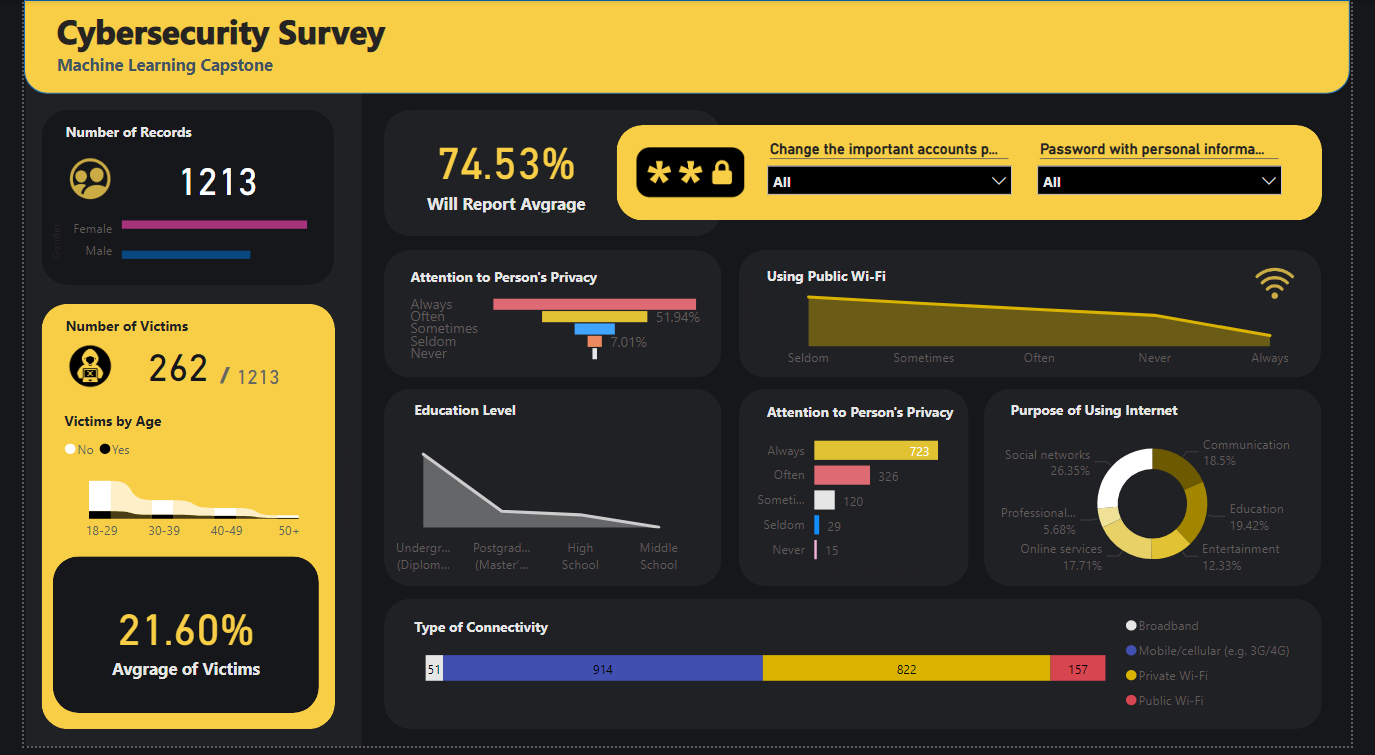 Cybersecurity Survey
Machine Learning Capstone
Number of Records
1213
Gender
Female
Male
Number of Victims
262 / 1213
Victims by Age
No Yes
18-29 30-39 40-49 50+
21.60%
Avgrage of Victims
74.53%
Will Report Avgrage
**
Change the important accounts p...
All
Password with personal informa...
All
Attention to Person's Privacy
Always
Often 51.94%
Sometimes
Seldom 7.01%
Never
Using Public Wi-Fi
Seldom Sometimes Often Never Always
Education Level
Undergr... Postgrad... High Middle
(Diplom... (Master'... School School
Attention to Person's Privacy
Always 723
Often 326
Someti... 120
Seldom 29
Never 15
Purpose of Using Internet
Communication
18.5%
Education
19.42%
Entertainment
12.33%
Online services
17.71%
Professional...
5.68%
Social networks
26.35%
Type of Connectivity
51 914 822 157
Broadband
Mobile/cellular (e.g. 3G/4G)
Private Wi-Fi
Public Wi-Fi